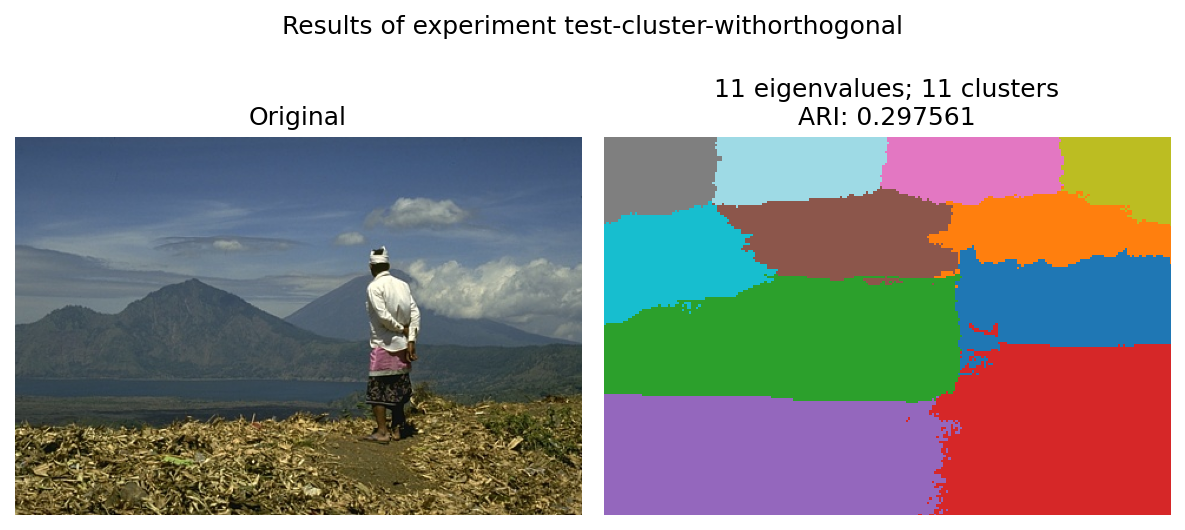 Results of experiment test-cluster-withorthogonal
Original
11 eigenvalues; 11 clusters
ARI: 0.297561